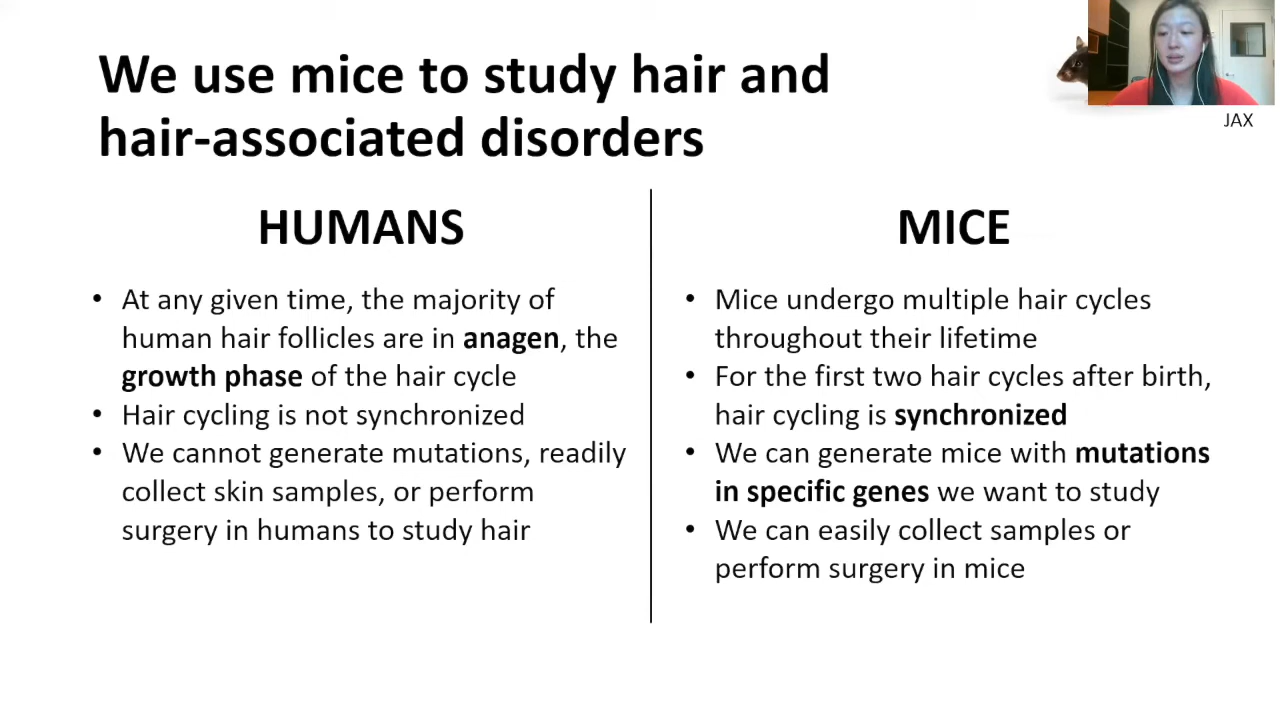 We use mice to study hair and
hair-associated disorders
JAX
HUMANS
• At any given time, the majority of
human hair follicles are in anagen, the
growth phase of the hair cycle
• Hair cycling is not synchronized
• We cannot generate mutations, readily
collect skin samples, or perform
surgery in humans to study hair
MICE
• Mice undergo multiple hair cycles
throughout their lifetime
• For the first two hair cycles after birth,
hair cycling is synchronized
• We can generate mice with mutations
in specific genes we want to study
• We can easily collect samples or
perform surgery in mice